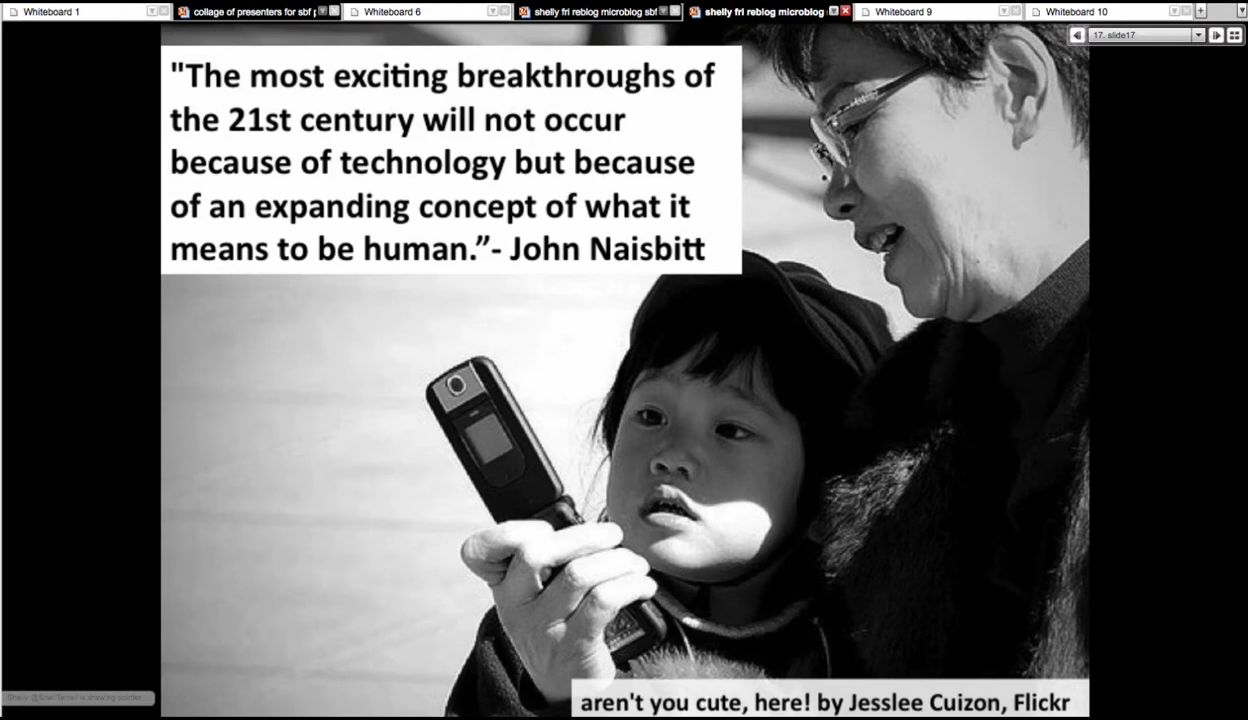 Whiteboard 1
collage of presenters for sbf
Whiteboard 6
shelly fri reblog microblog sbf
shelly fri reblog microblog
Whiteboard 9
Whiteboard 10
17. slide17
"The most exciting breakthroughs of
the 21st century will not occur
because of technology but because
of an expanding concept of what it
means to be human.”- John Naisbitt
aren't you cute, here! by Jesslee Cuizon, Flickr